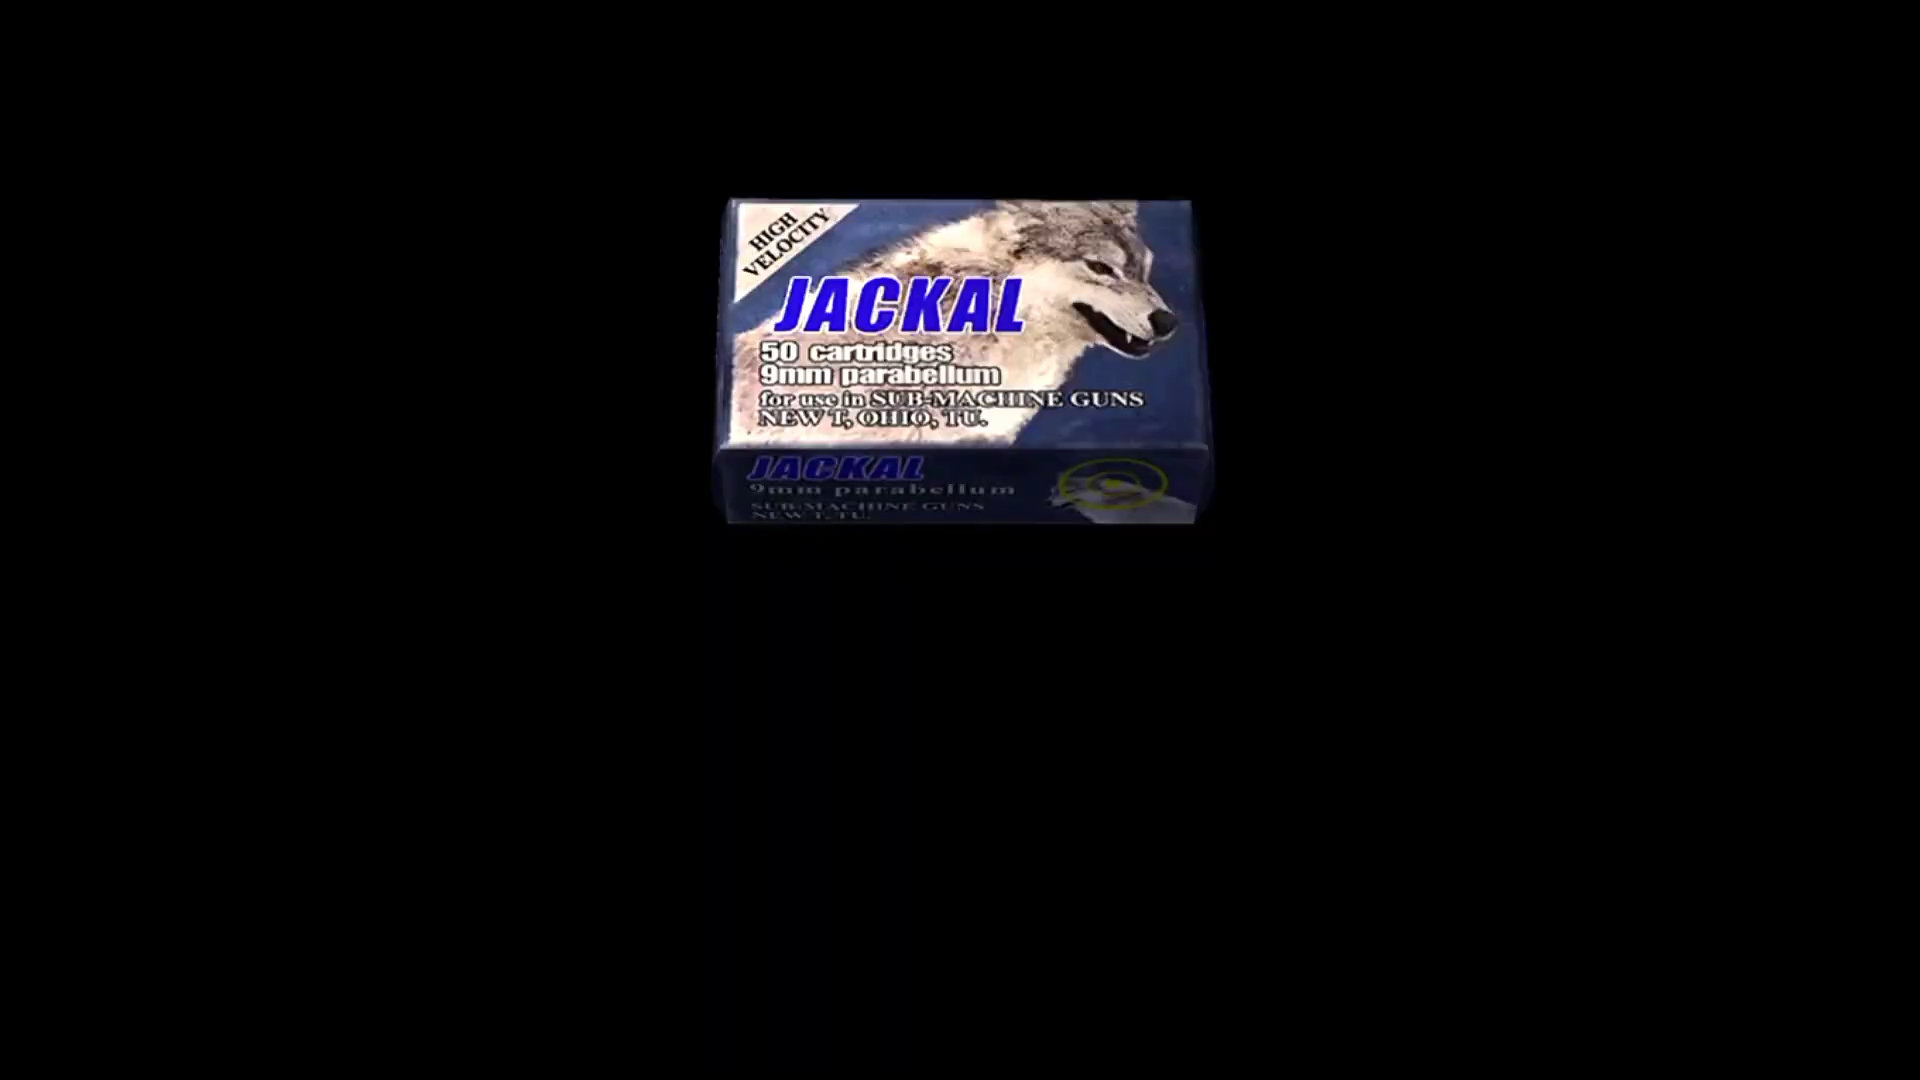 HIGH
VELOCITY
JACKAL
50 cartridges
9mm parabellum
for use in SUB-MACHINE GUNS
NEW T, OHIO, TU.
JACKAL
9mm parabellum
SUB-MACHINE GUNS
NEW T, TU.